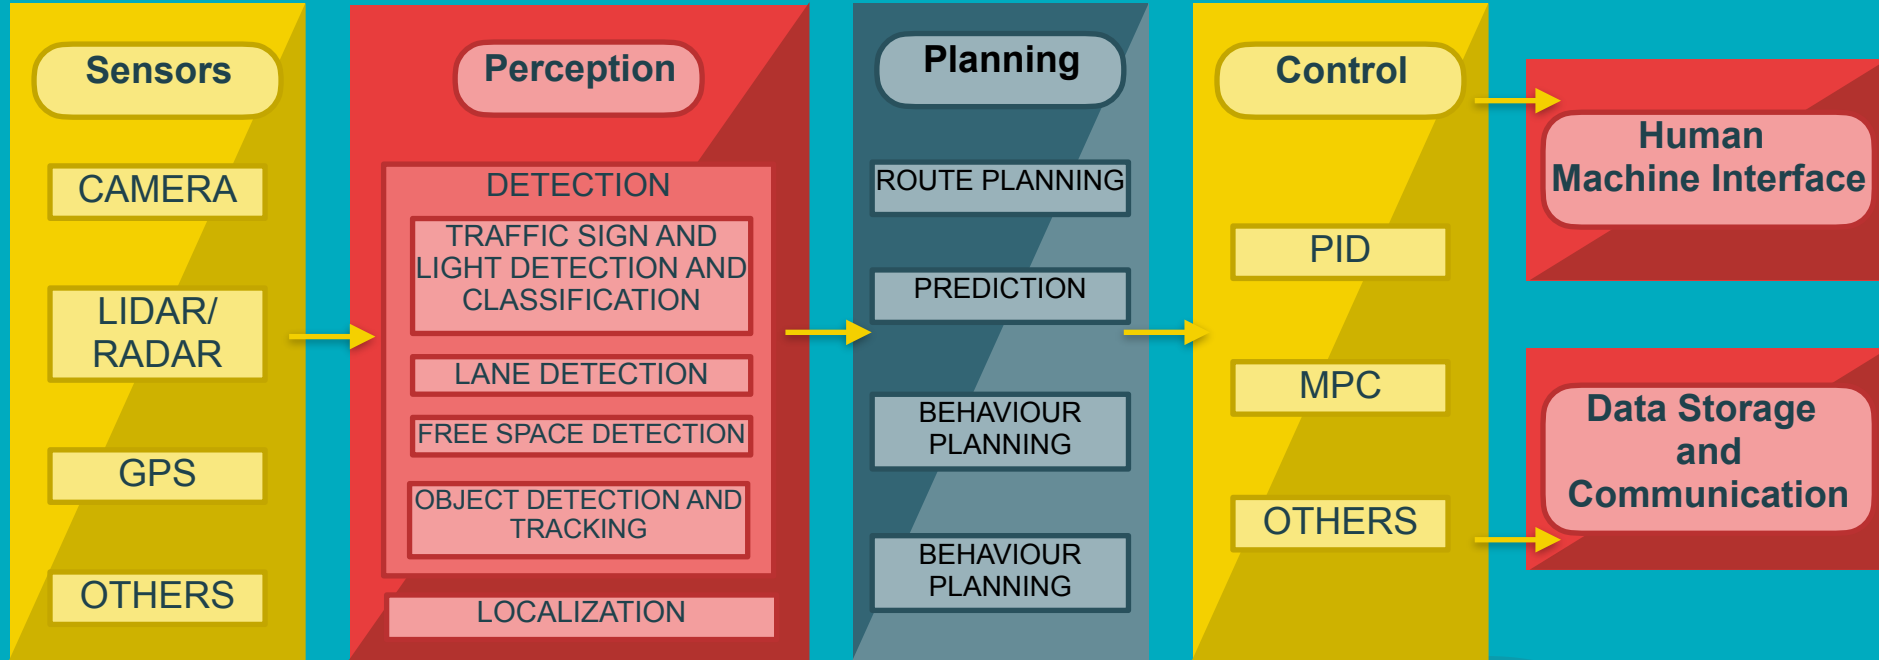 Sensors
CAMERA
LIDAR/
RADAR
GPS
OTHERS
Perception
DETECTION
TRAFFIC SIGN AND
LIGHT DETECTION AND
CLASSIFICATION
LANE DETECTION
FREE SPACE DETECTION
OBJECT DETECTION AND
TRACKING
LOCALIZATION
Planning
ROUTE PLANNING
PREDICTION
BEHAVIOUR
PLANNING
BEHAVIOUR
PLANNING
Control
PID
MPC
OTHERS
Human
Machine Interface
Data Storage
and
Communication